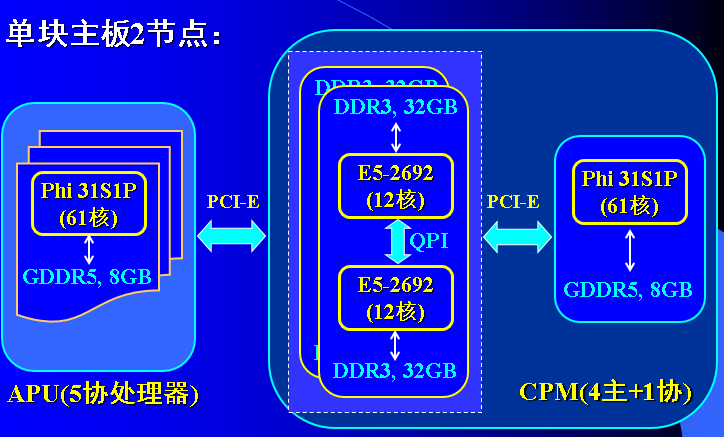 单块主板2节点：
Phi 31S1P
(61核)
GDDR5, 8GB
APU(5协处理器)
PCI-E
DDR3, 32GB
DDR3, 32GB
E5-2692
(12核)
QPI
E5-2692
(12核)
DDR3, 32GB
PCI-E
Phi 31S1P
(61核)
GDDR5, 8GB
CPM(4主+1协)